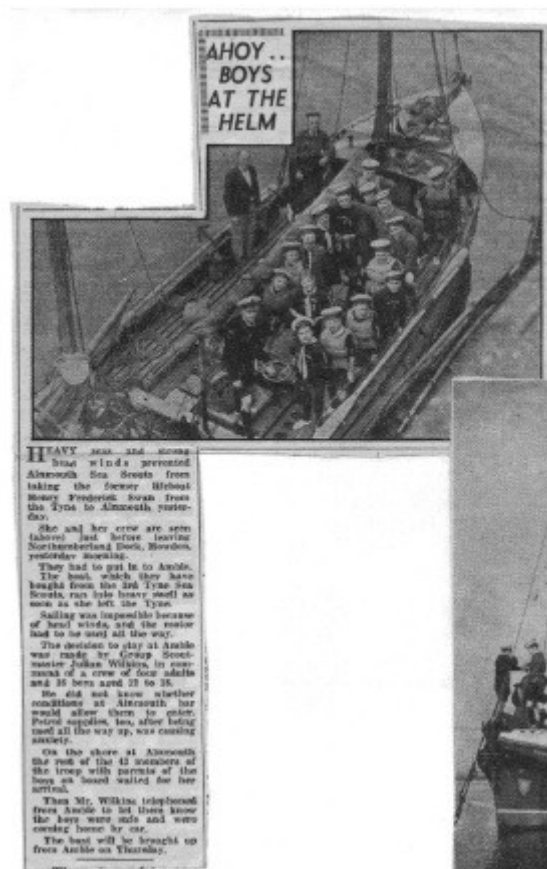 AHOY..
BOYS
AT THE
HELM
HEAVY seas and strong
head winds prevented
Alnmouth Sea Scouts from
taking the former lifeboat
Henry Frederick Swan from
the Tyne to Alnmouth yester-
day.
She and her crew are seen
(above) just before leaving
Northumberland Dock, Howdon,
yesterday morning.
They had to put in to Amble.
The boat, which they have
bought from the 3rd Tyne Sea
Scouts, ran into heavy swell as
soon as she left the Tyne.
Sailing was impossible because
of head winds, and the motor
had to be used all the way.
The decision to stay at Amble
was made by Group Scout-
master Julian Wilkins, in com-
mand of a crew of four adults
and 16 boys aged 12 to 18.
He did not know whether
conditions at Alnmouth bar
would allow them to enter.
Petrol supplies, too, after being
used all the way up, was causing
anxiety.
On the shore at Alnmouth
the rest of the 42 members of
the troop with parents of the
boys on board waited for her
arrival.
Then Mr. Wilkins telephoned
from Amble to let them know
the boys were safe and were
coming home by car.
The boat will be brought up
from Amble on Thursday.